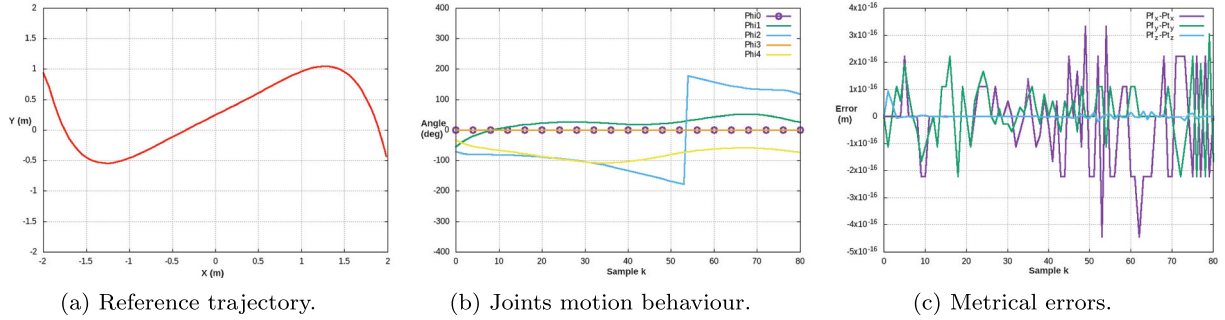 2
1.5
1
0.5
0
-0.5
-1
-1.5
-2
Y (m)
-2 -1.5 -1 -0.5 0 0.5 1 1.5 2
X (m)
(a) Reference trajectory.
400
300
200
100
0
-100
-200
-300
-400
Angle
(deg)
Phi0
Phi1
Phi2
Phi3
Phi4
0 10 20 30 40 50 60 70 80
Sample k
(b) Joints motion behaviour.
4x10-16
3x10-16
2x10-16
1x10-16
0
-1x10-16
-2x10-16
-3x10-16
-4x10-16
-5x10-16
Error
(m)
Pfx-Ptx
Pfy-Pty
Pfz-Ptz
0 10 20 30 40 50 60 70 80
Sample k
(c) Metrical errors.